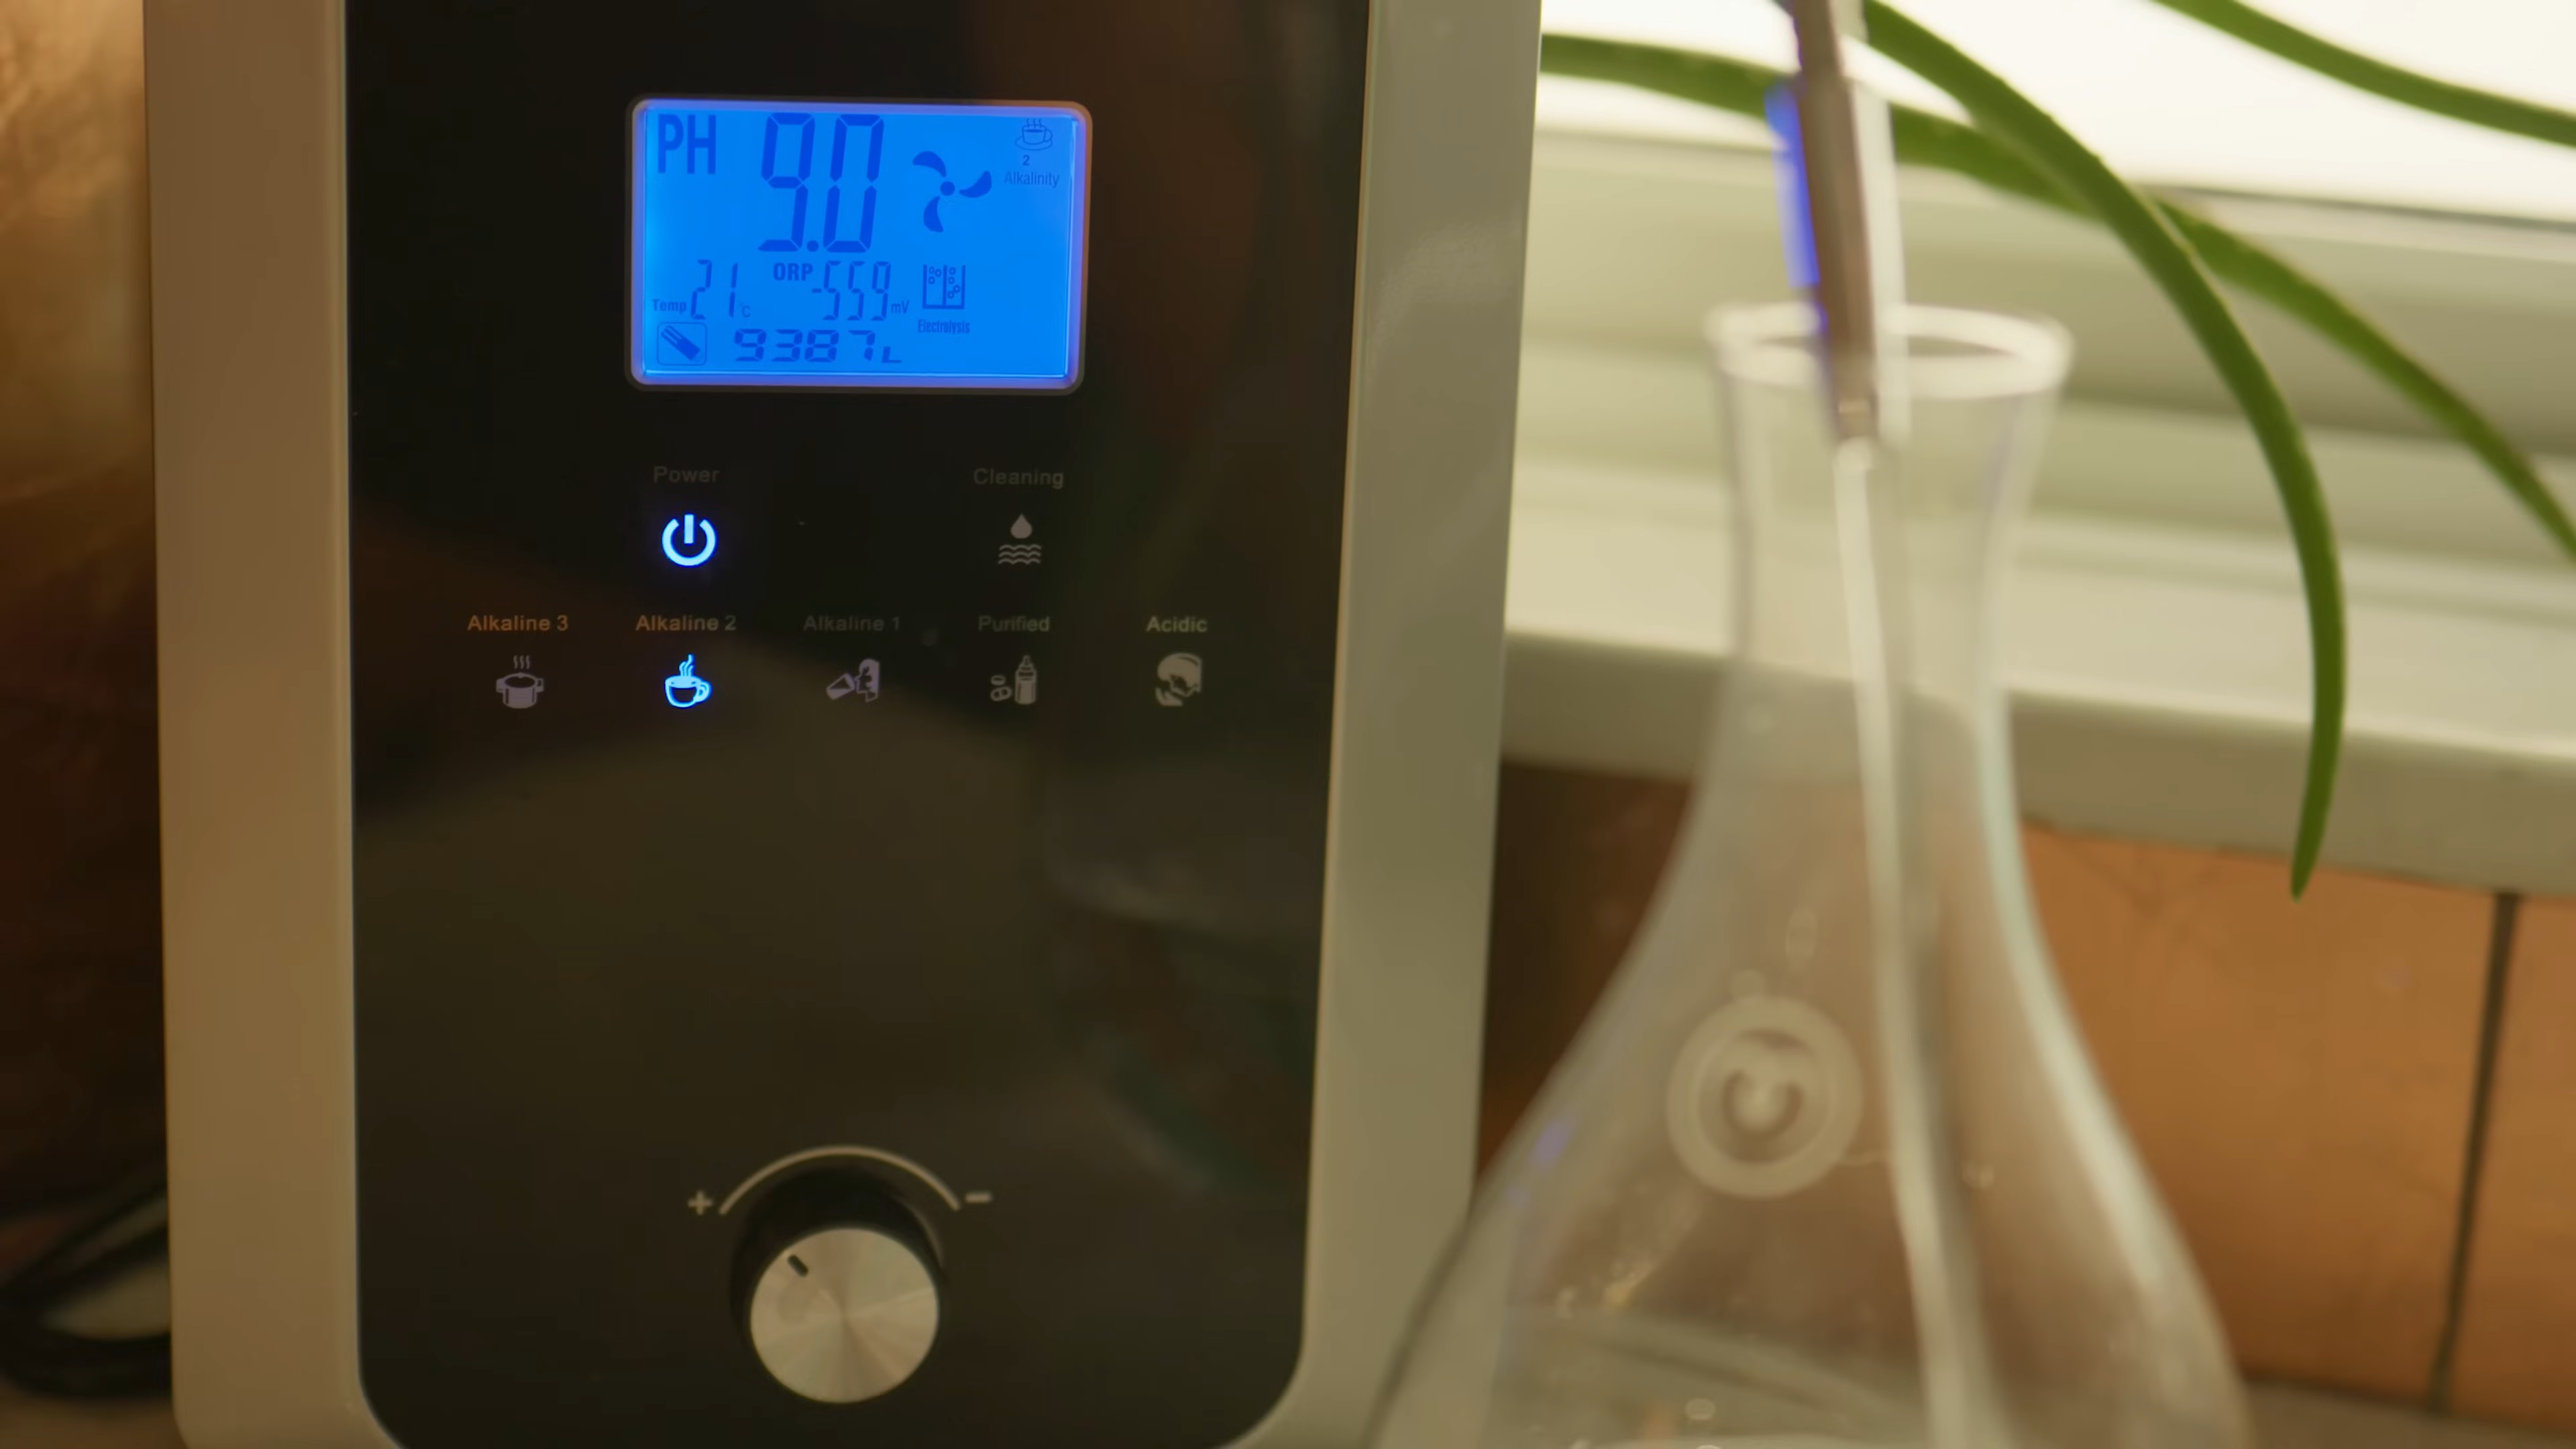 PH 9.0
2
Alkalinity
Temp 21 °C ORP -559 mV
Electrolysis
9387L
Power
Cleaning
Alkaline 3
Alkaline 2
Alkaline 1
Purified
Acidic
+ −